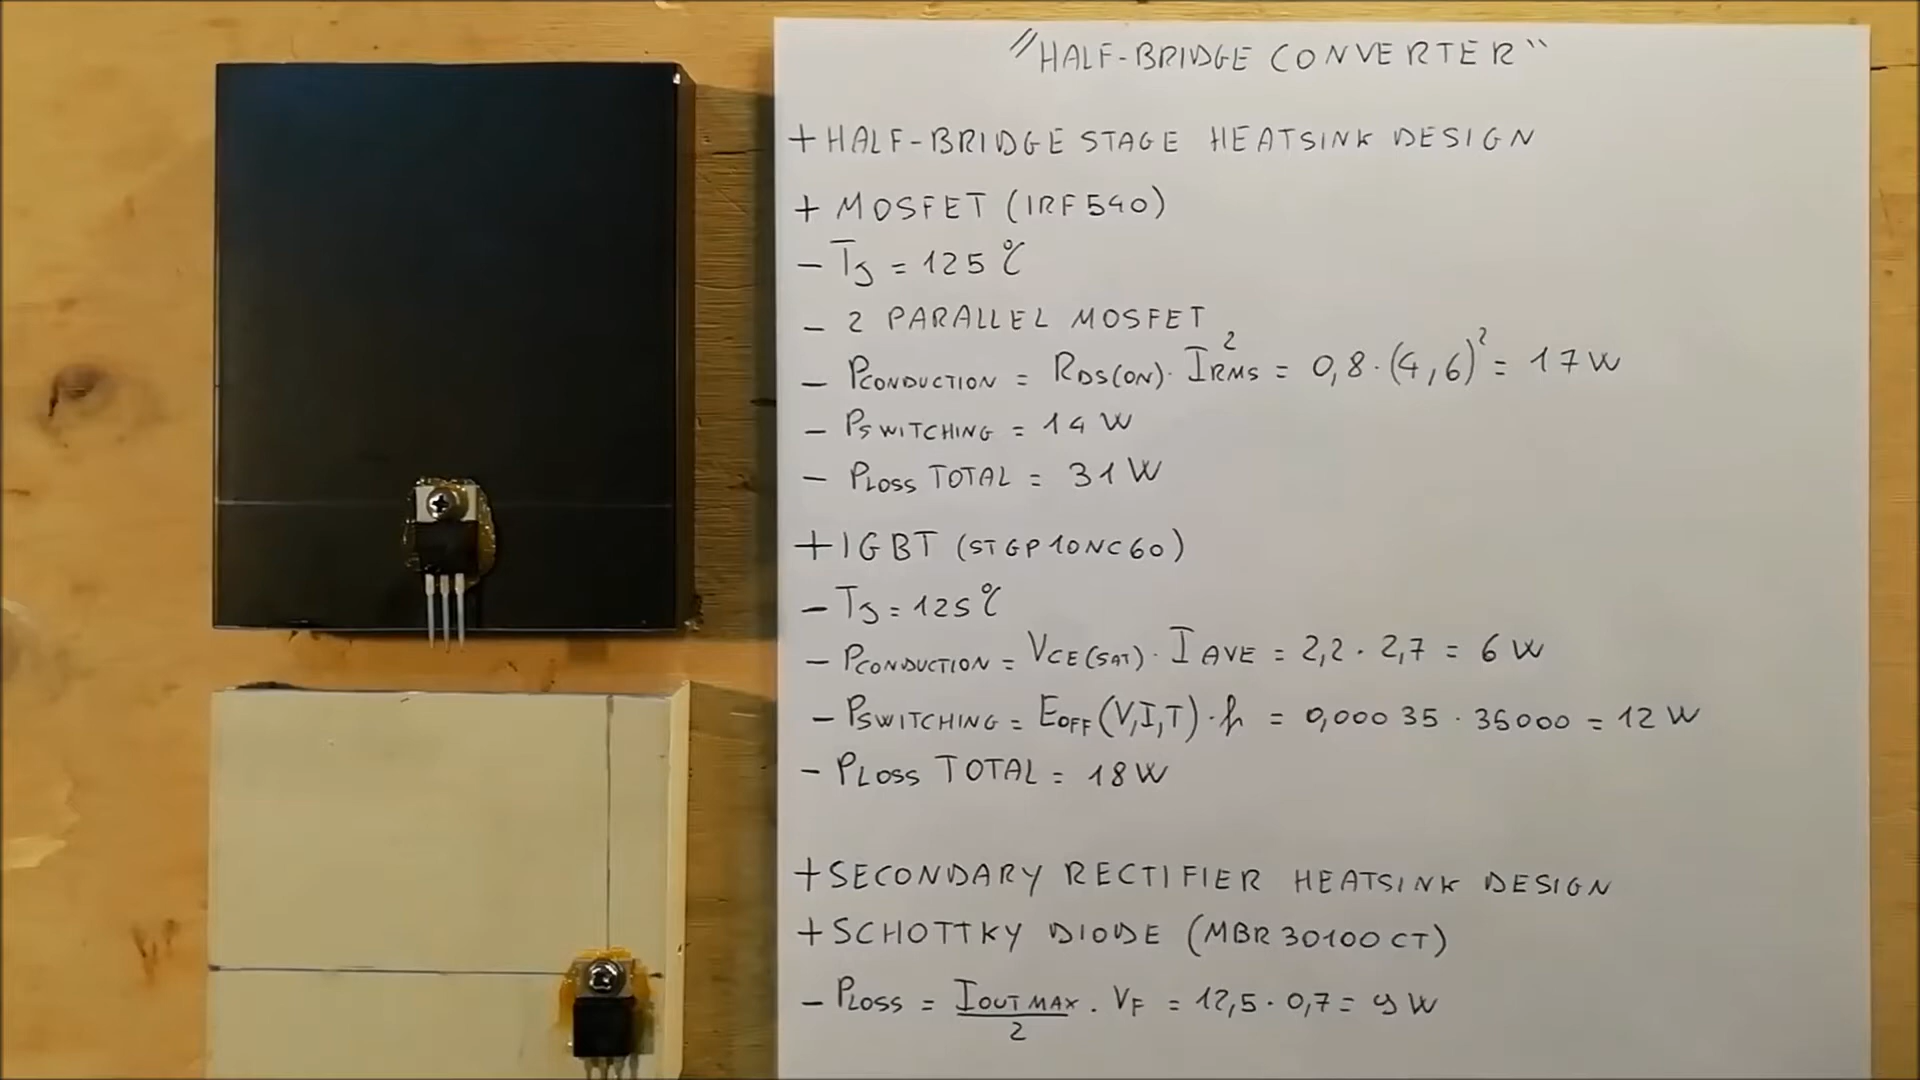 "HALF-BRIDGE CONVERTER"
+ HALF-BRIDGE STAGE HEATSINK DESIGN
+ MOSFET (IRF540)
- TJ = 125 ℃
- 2 PARALLEL MOSFET
- PCONDUCTION = RDS(ON) · IRMS² = 0,8 · (4,6)² = 17 W
- PSWITCHING = 14 W
- PLOSS TOTAL = 31 W
+ IGBT (STGP10NC60)
- TJ = 125 ℃
- PCONDUCTION = VCE(SAT) · IAVE = 2,2 · 2,7 = 6 W
- PSWITCHING = EOFF(V,I,T) · f = 0,00035 · 35000 = 12 W
- PLOSS TOTAL = 18 W
+ SECONDARY RECTIFIER HEATSINK DESIGN
+ SCHOTTKY DIODE (MBR30100CT)
- PLOSS = IOUTMAX/2 · VF = 12,5 · 0,7 = 9 W